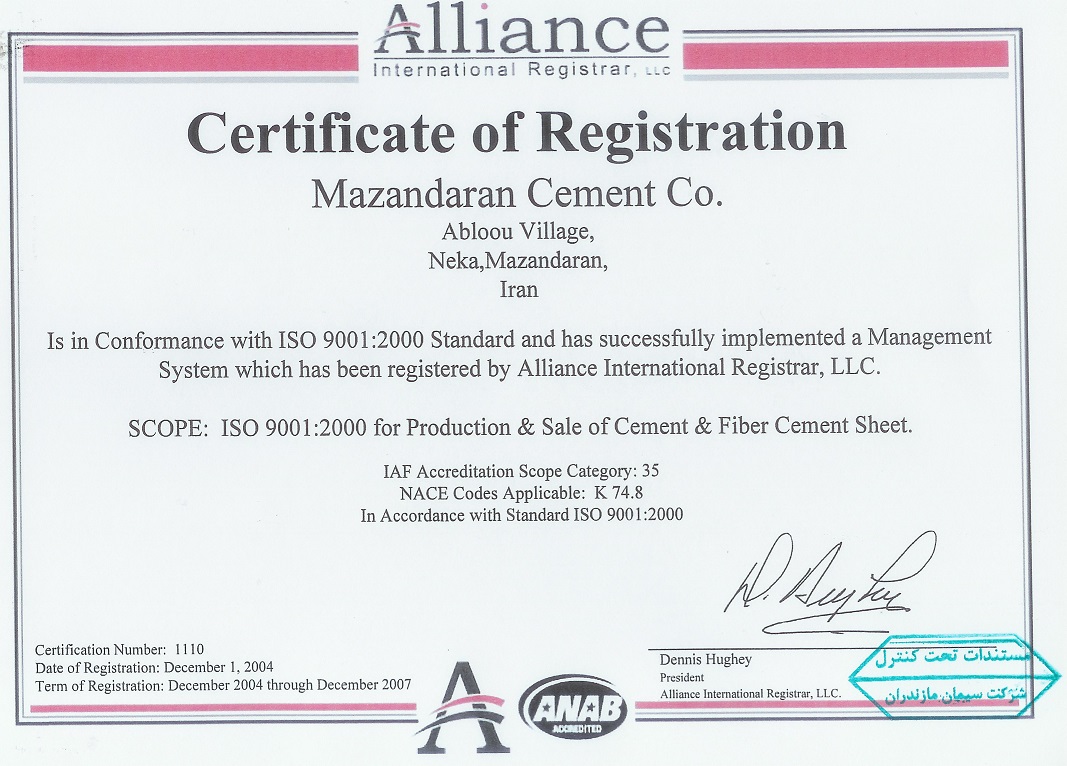 Alliance
International Registrar, LLC
Certificate of Registration
Mazandaran Cement Co.
Abloou Village,
Neka,Mazandaran,
Iran
Is in Conformance with ISO 9001:2000 Standard and has successfully implemented a Management
System which has been registered by Alliance International Registrar, LLC.
SCOPE: ISO 9001:2000 for Production & Sale of Cement & Fiber Cement Sheet.
IAF Accreditation Scope Category: 35
NACE Codes Applicable: K 74.8
In Accordance with Standard ISO 9001:2000
D. Hughey
Certification Number: 1110
Date of Registration: December 1, 2004
Term of Registration: December 2004 through December 2007
Dennis Hughey
President
Alliance International Registrar, LLC.
مستندات تحت کنترل
شرکت سیمان مازندران
A
ANAB
ACCREDITED